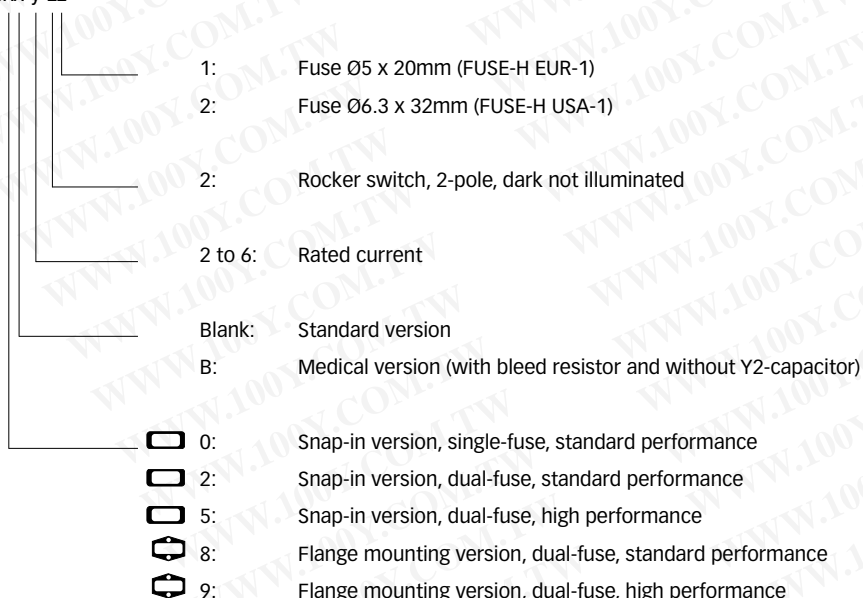 1: Fuse Ø5 x 20mm (FUSE-H EUR-1)
2: Fuse Ø6.3 x 32mm (FUSE-H USA-1)
2: Rocker switch, 2-pole, dark not illuminated
2 to 6: Rated current
Blank: Standard version
B: Medical version (with bleed resistor and without Y2-capacitor)
0: Snap-in version, single-fuse, standard performance
2: Snap-in version, dual-fuse, standard performance
5: Snap-in version, dual-fuse, high performance
8: Flange mounting version, dual-fuse, standard performance
9: Flange mounting version, dual-fuse, high performance
WWW.100Y.COM.TW